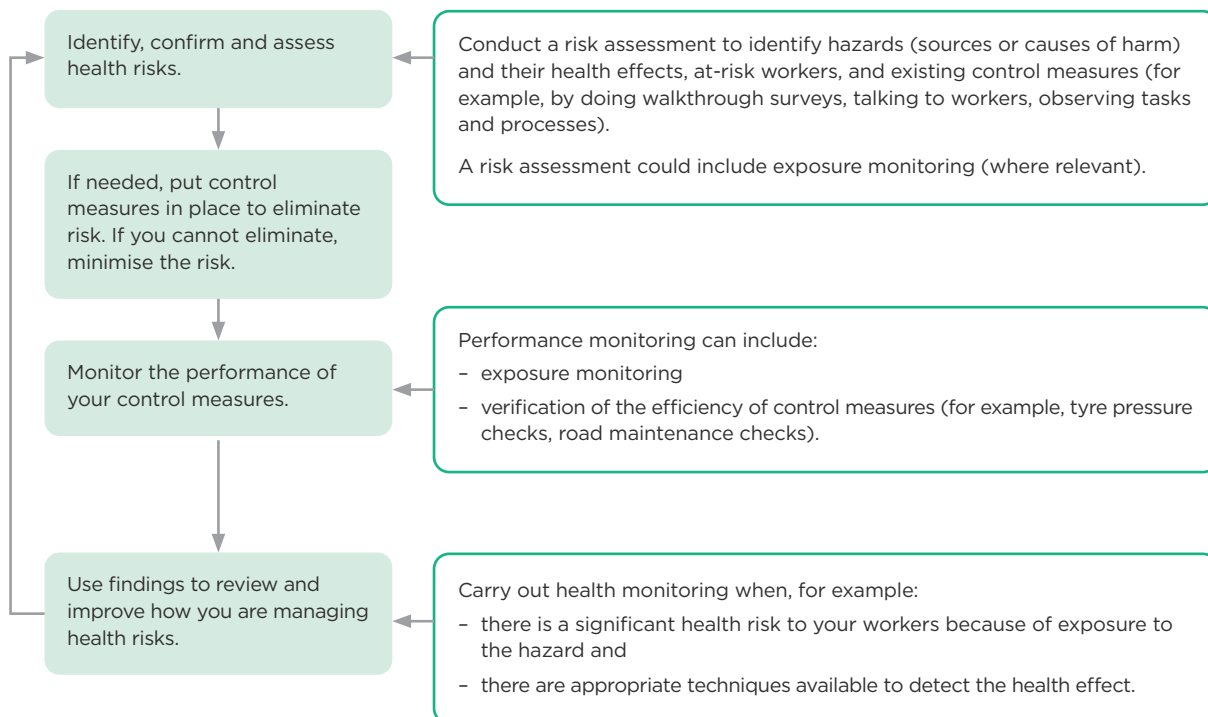 Identify, confirm and assess
health risks.
Conduct a risk assessment to identify hazards (sources or causes of harm)
and their health effects, at-risk workers, and existing control measures (for
example, by doing walkthrough surveys, talking to workers, observing tasks
and processes).
A risk assessment could include exposure monitoring (where relevant).
If needed, put control
measures in place to eliminate
risk. If you cannot eliminate,
minimise the risk.
Monitor the performance of
your control measures.
Performance monitoring can include:
– exposure monitoring
– verification of the efficiency of control measures (for example, tyre pressure
checks, road maintenance checks).
Use findings to review and
improve how you are managing
health risks.
Carry out health monitoring when, for example:
– there is a significant health risk to your workers because of exposure to
the hazard and
– there are appropriate techniques available to detect the health effect.